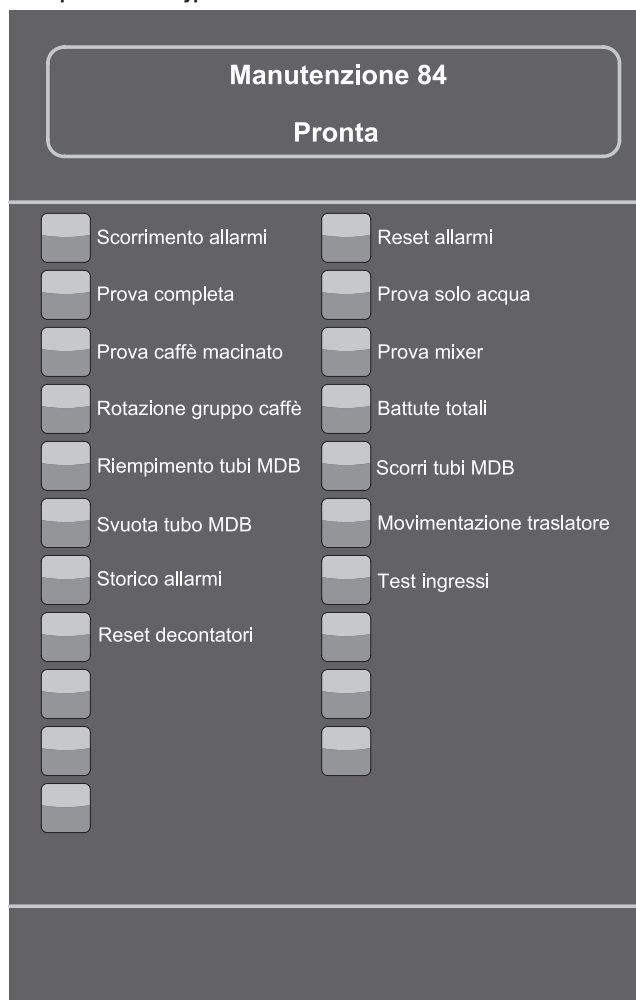 Manutenzione 84
Pronta
Scorrimento allarmi
Reset allarmi
Prova completa
Prova solo acqua
Prova caffè macinato
Prova mixer
Rotazione gruppo caffè
Battute totali
Riempimento tubi MDB
Scorri tubi MDB
Svuota tubo MDB
Movimentazione traslatore
Storico allarmi
Test ingressi
Reset decontatori